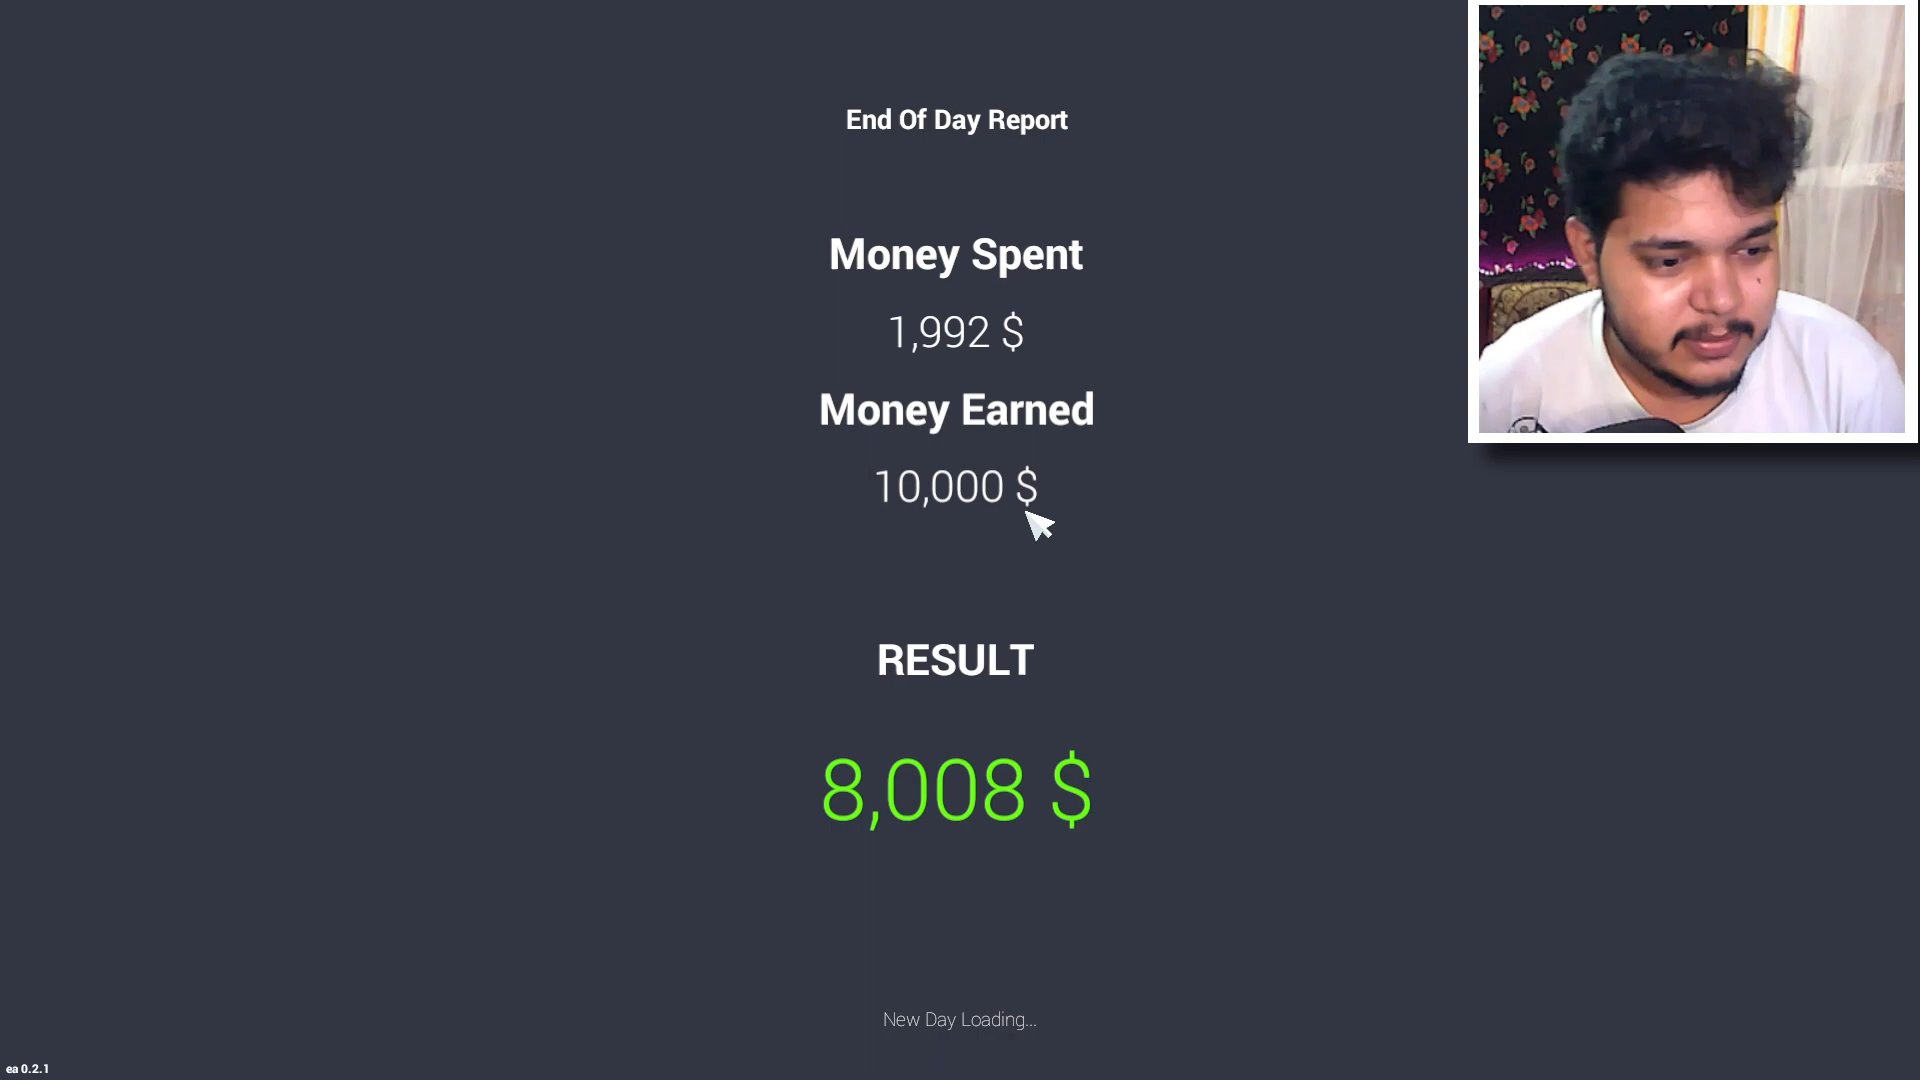 End Of Day Report
Money Spent
1,992 $
Money Earned
10,000 $
RESULT
8,008 $
New Day Loading...
ea 0.2.1